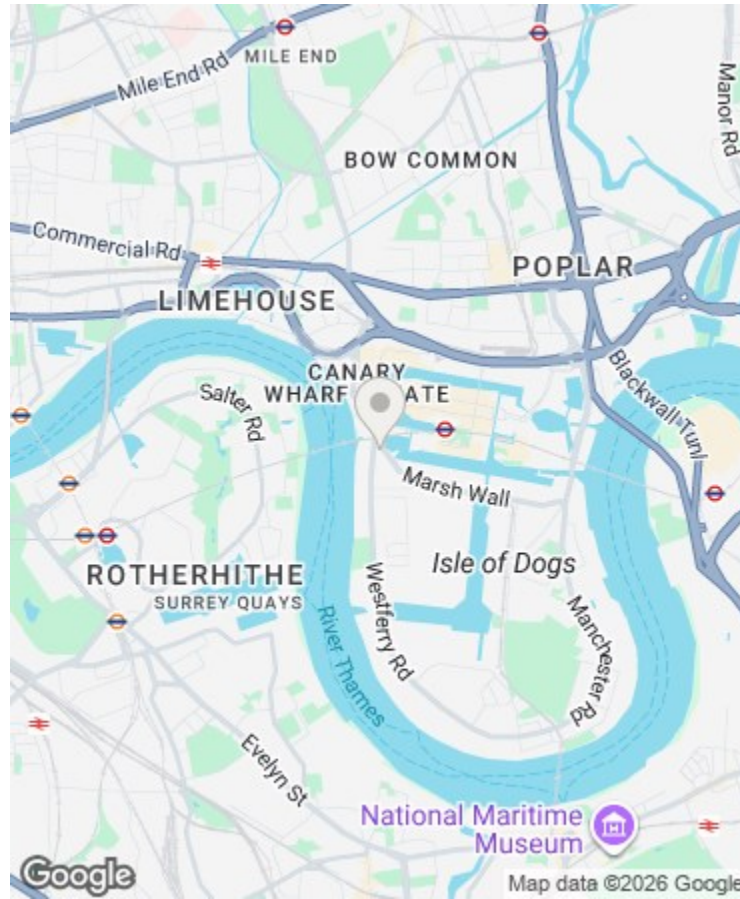 MILE END
Mile End Rd
Manor Rd
BOW COMMON
Commercial Rd
POPLAR
LIMEHOUSE
CANARY
WHARF ATE
Blackwall Tunl
Salter Rd
Marsh Wall
Isle of Dogs
ROTHERHITHE
SURREY QUAYS
Westferry Rd
River Thames
Manchester Rd
Evelyn St
National Maritime
Museum
Google
Map data ©2026 Google